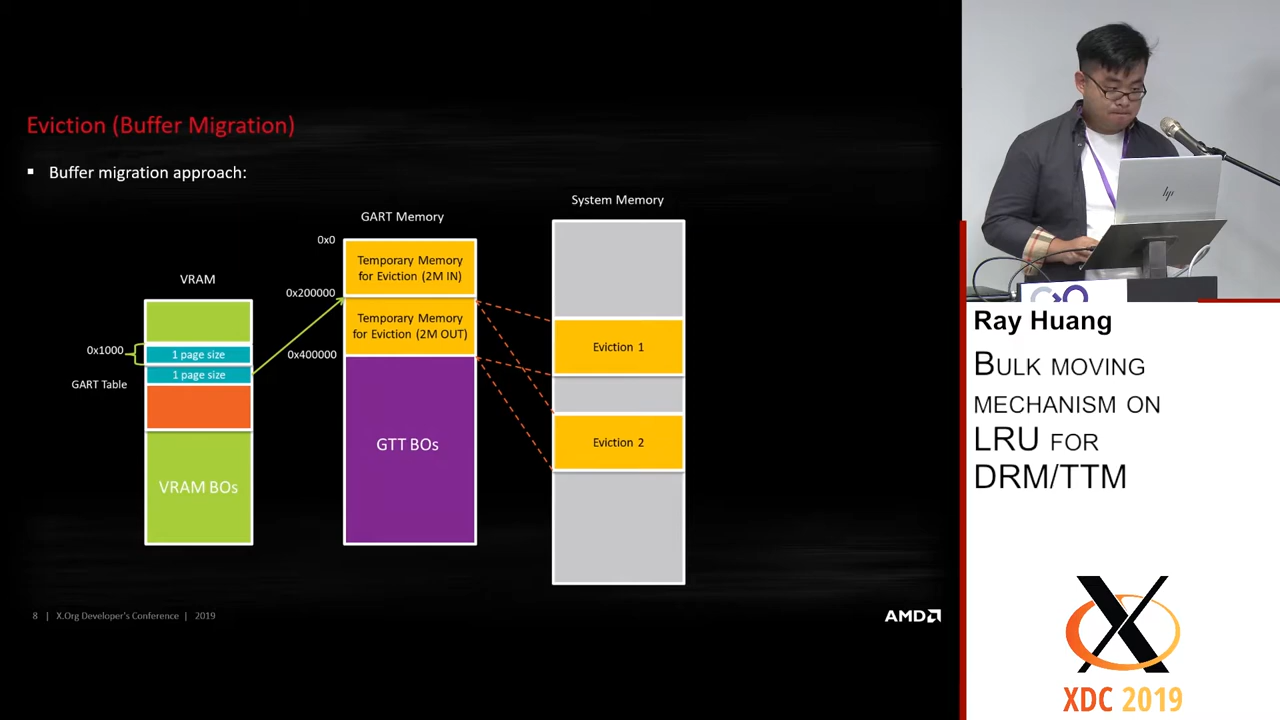 Eviction (Buffer Migration)
▪ Buffer migration approach:
System Memory
GART Memory
0x0
Temporary Memory
for Eviction (2M IN)
VRAM
0x200000
Temporary Memory
for Eviction (2M OUT)
0x1000
1 page size
0x400000
1 page size
GART Table
Eviction 1
GTT BOs
Eviction 2
VRAM BOs
8 | X.Org Developer's Conference | 2019
AMD
hp
Ray Huang
BULK MOVING
MECHANISM ON
LRU FOR
DRM/TTM
XDC 2019